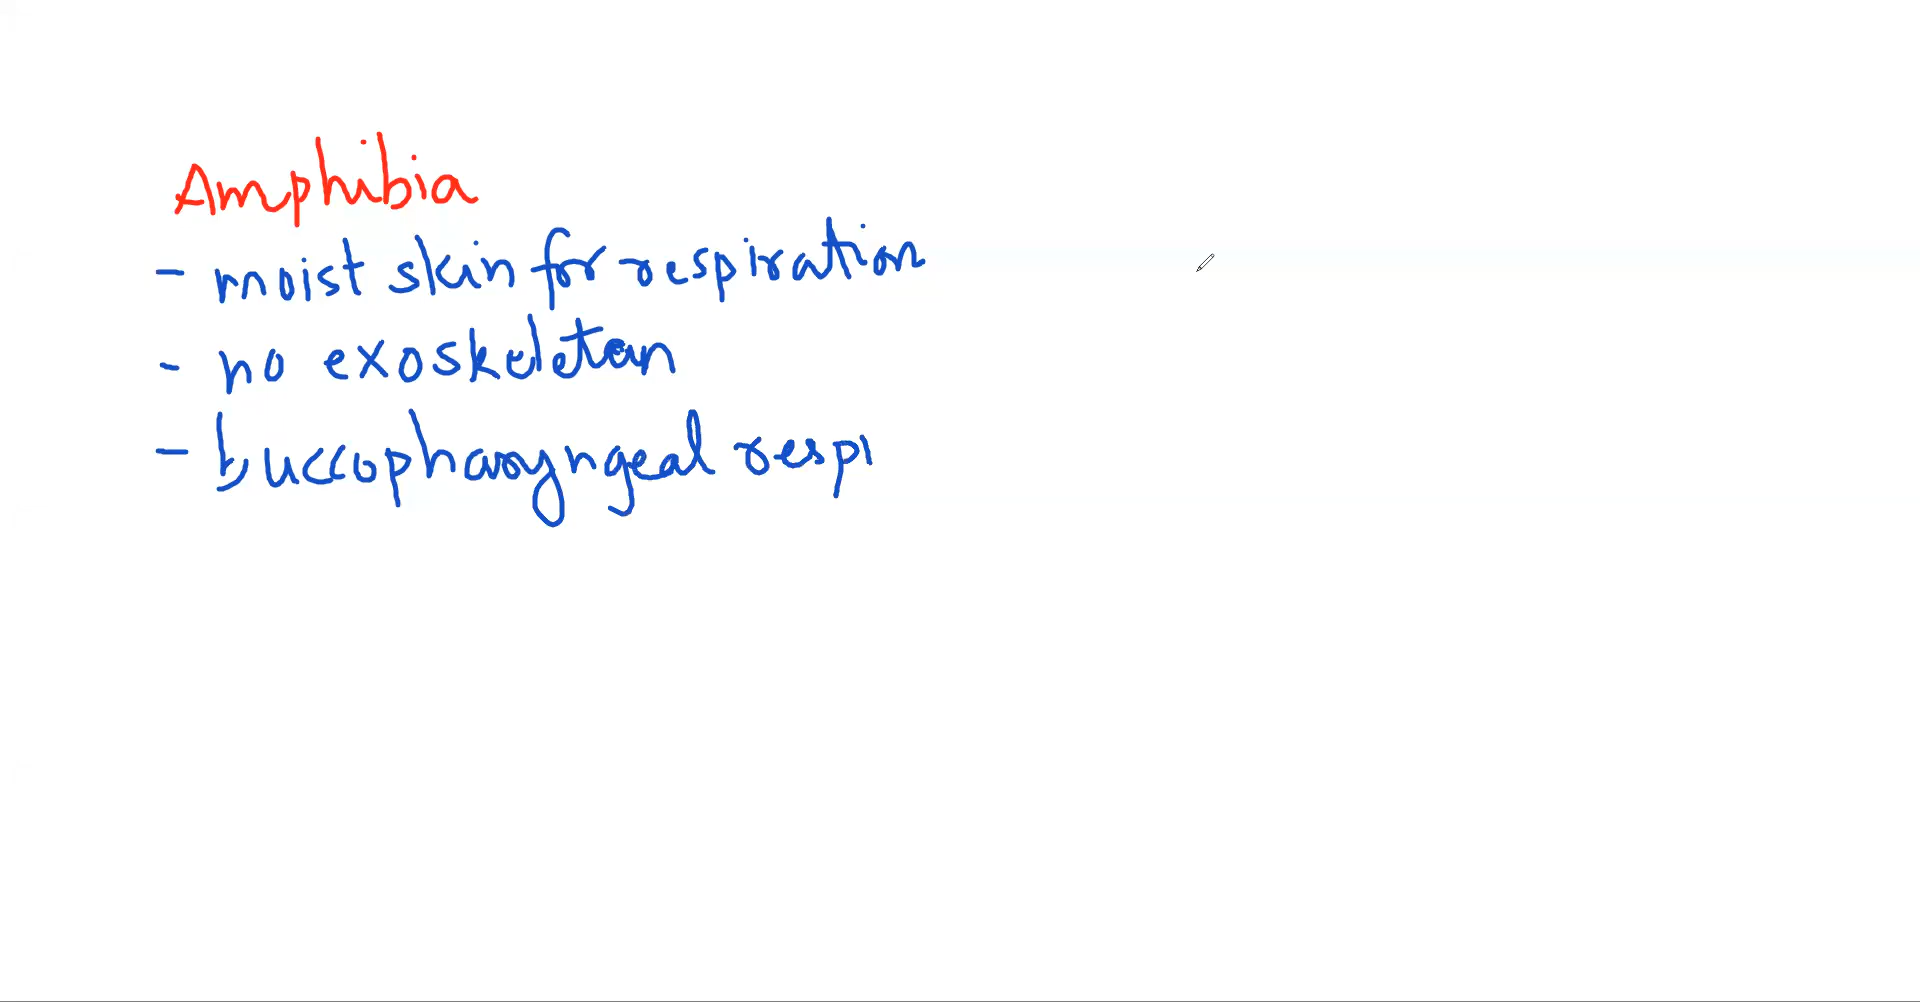 Amphibia
- moist skin for respiration
- no exoskeleton
- buccopharyngeal respi